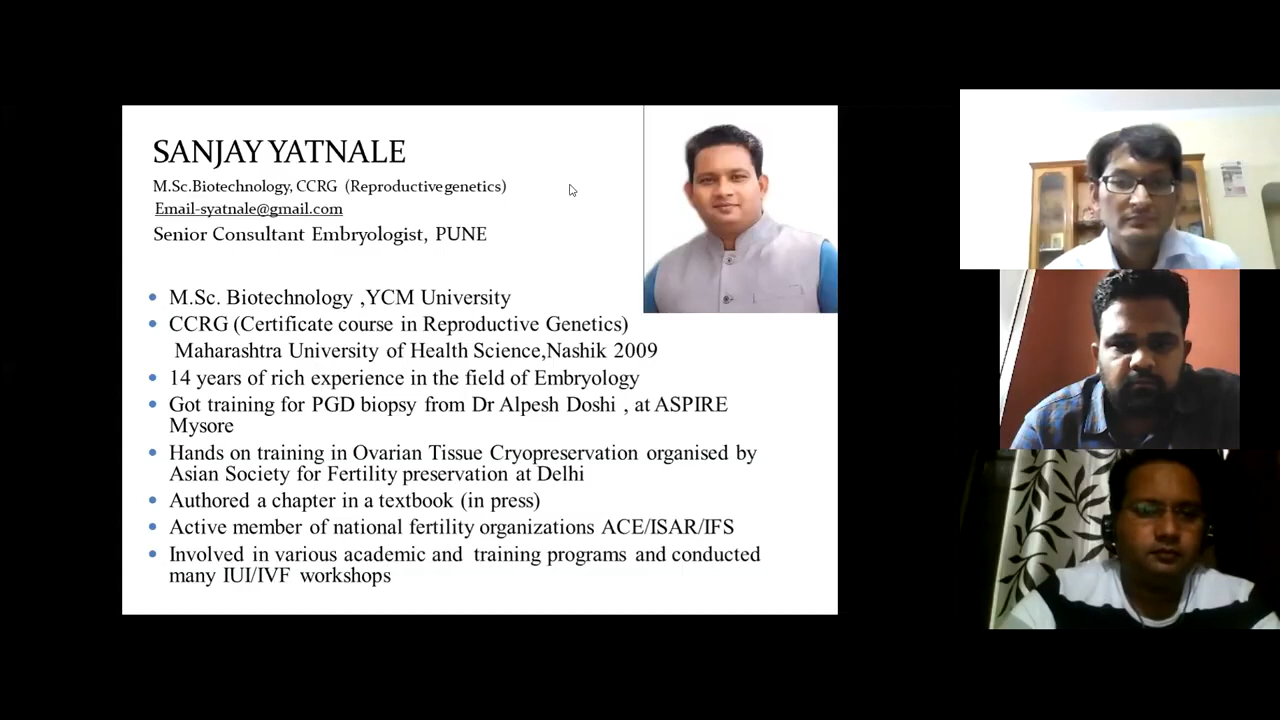 SANJAY YATNALE
M.Sc.Biotechnology, CCRG (Reproductive genetics)
Email-syatnale@gmail.com
Senior Consultant Embryologist, PUNE
• M.Sc. Biotechnology ,YCM University
• CCRG (Certificate course in Reproductive Genetics)
Maharashtra University of Health Science,Nashik 2009
• 14 years of rich experience in the field of Embryology
• Got training for PGD biopsy from Dr Alpesh Doshi , at ASPIRE
Mysore
• Hands on training in Ovarian Tissue Cryopreservation organised by
Asian Society for Fertility preservation at Delhi
• Authored a chapter in a textbook (in press)
• Active member of national fertility organizations ACE/ISAR/IFS
• Involved in various academic and training programs and conducted
many IUI/IVF workshops